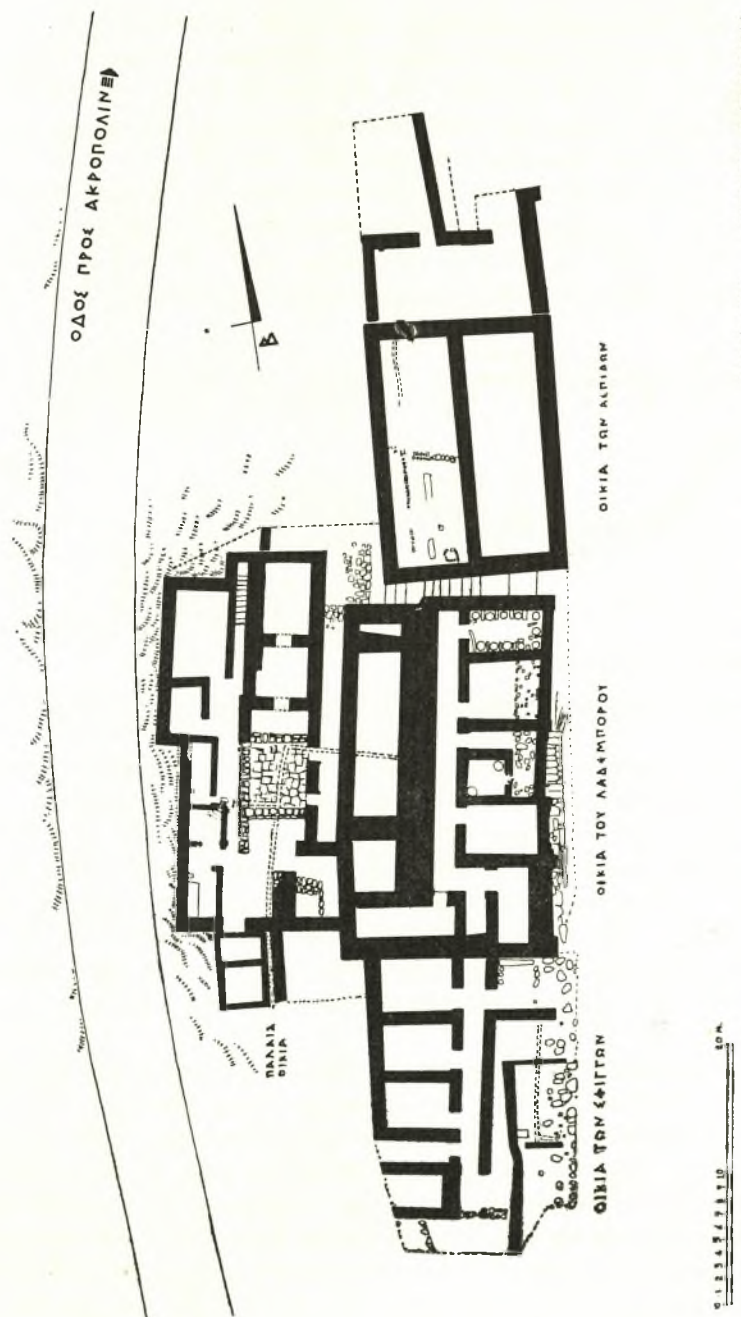 ΟΔΟΣ ΠΡΟΣ ΑΚΡΟΠΟΛΙΝ
Β
ΠΑΛΑΙΑ
ΟΙΚΙΑ
ΟΙΚΙΑ ΤΩΝ ΑΣΠΙΔΩΝ
ΟΙΚΙΑ ΤΟΥ ΛΑΔΕΜΠΟΡΟΥ
ΟΙΚΙΑ ΤΩΝ ΣΦΙΓΓΩΝ
0 1 2 3 4 5 6 7 8 9 10
20 M.